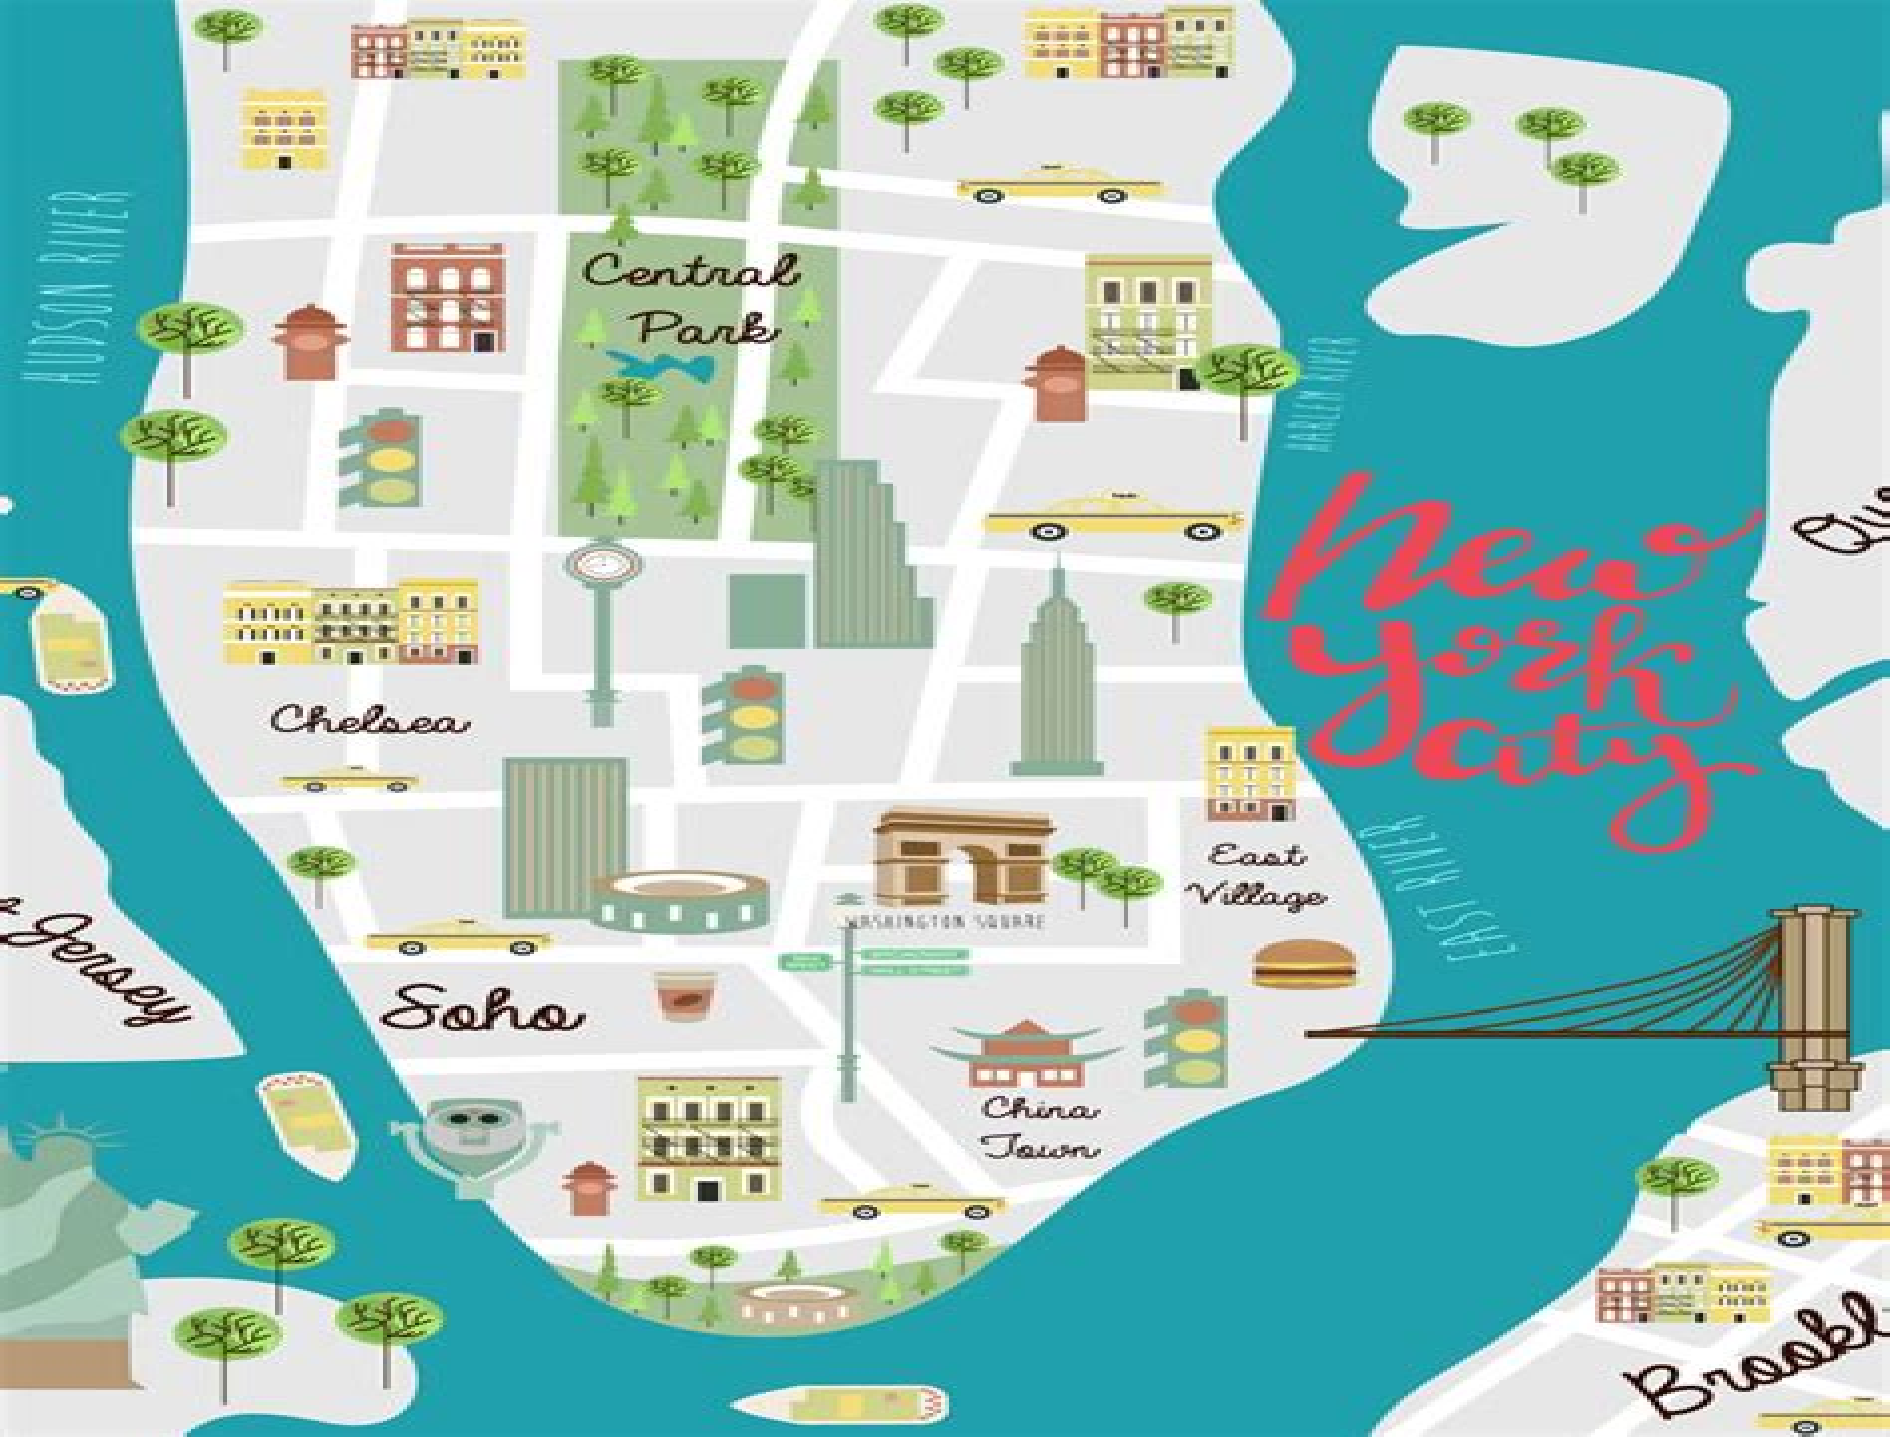 HUDSON RIVER
Central
Park
HARLEM RIVER
New
York
City
Chelsea
East
Village
EAST RIVER
WASHINGTON SQUARE
Jersey
Soho
China
Town
Brookl